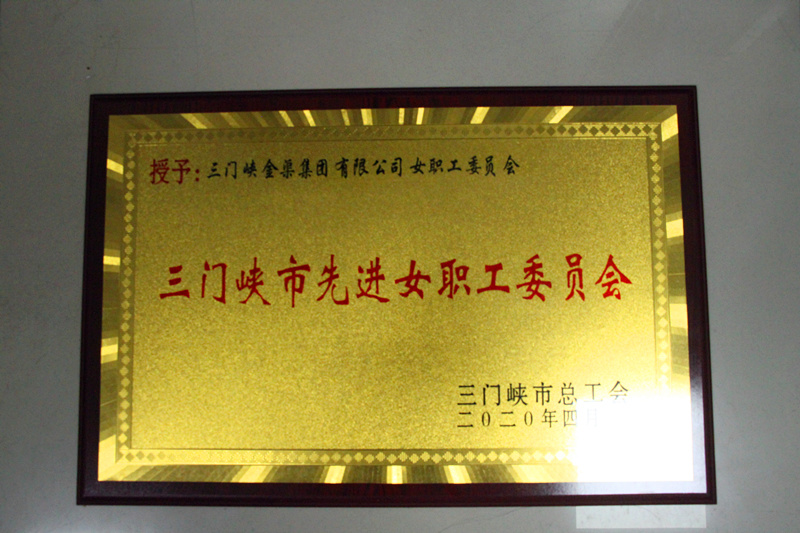 授予：三门峡金渠集团有限公司女职工委员会
三门峡市先进女职工委员会
三门峡市总工会
二〇二〇年四月